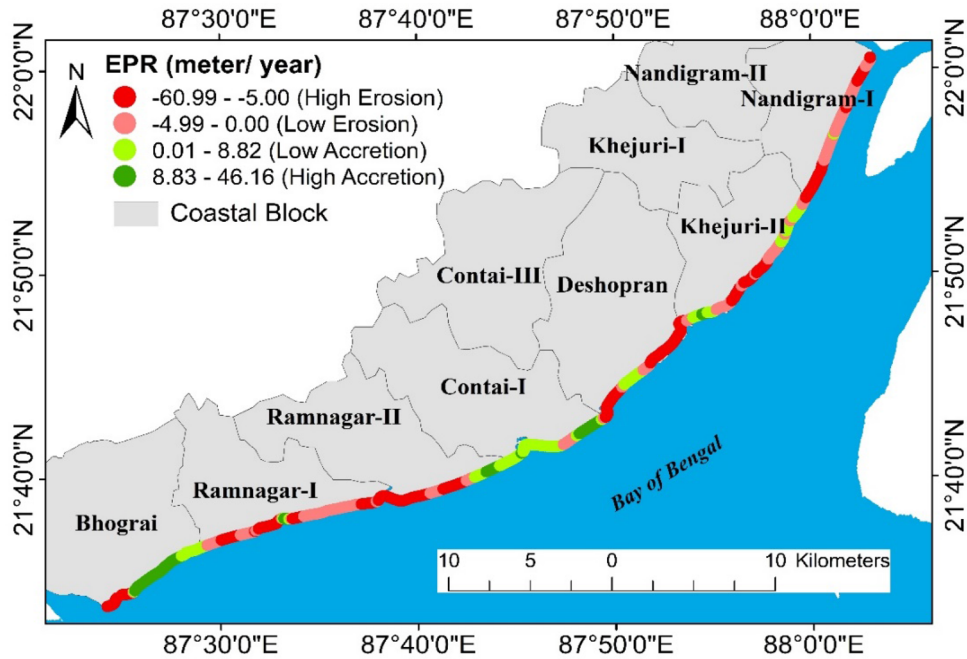 87°30'0"E 87°40'0"E 87°50'0"E 88°0'0"E
N
EPR (meter/ year)
-60.99 - -5.00 (High Erosion)
-4.99 - 0.00 (Low Erosion)
0.01 - 8.82 (Low Accretion)
8.83 - 46.16 (High Accretion)
Coastal Block
22°0'0"N
21°50'0"N
21°40'0"N
22°0'0"N
21°50'0"N
21°40'0"N
Nandigram-II
Nandigram-I
Khejuri-I
Khejuri-II
Contai-III
Deshopran
Contai-I
Ramnagar-II
Ramnagar-I
Bhograi
Bay of Bengal
10 5 0 10 Kilometers
87°30'0"E 87°40'0"E 87°50'0"E 88°0'0"E